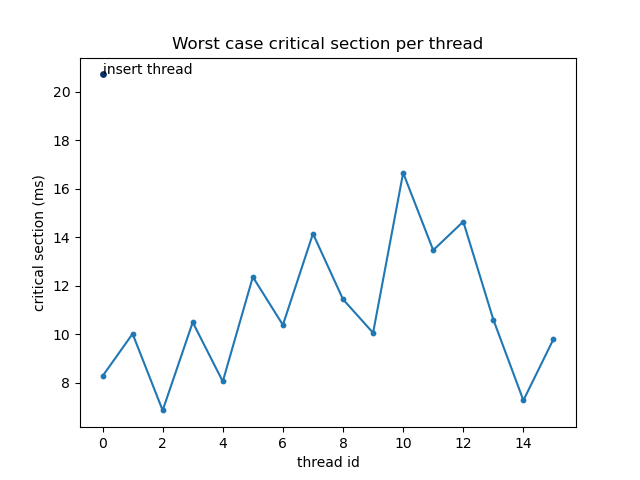 Worst case critical section per thread
insert thread
critical section (ms)
20
18
16
14
12
10
8
0 2 4 6 8 10 12 14
thread id